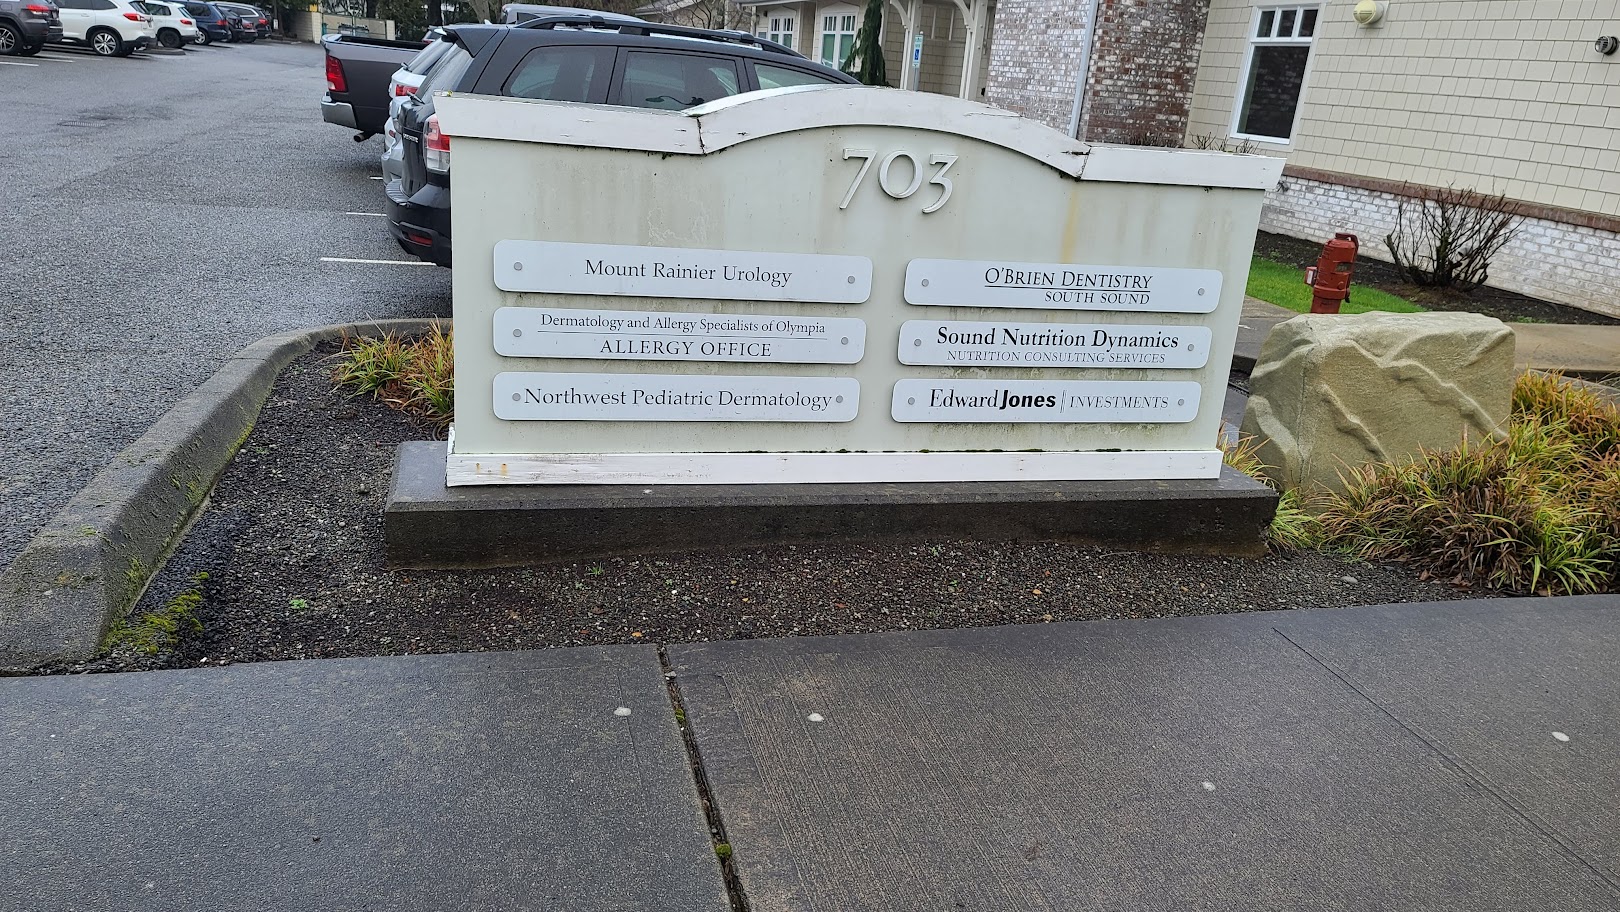 703
Mount Rainier Urology
Dermatology and Allergy Specialists of Olympia
ALLERGY OFFICE
Northwest Pediatric Dermatology
O'BRIEN DENTISTRY
SOUTH SOUND
Sound Nutrition Dynamics
NUTRITION CONSULTING SERVICES
Edward Jones || INVESTMENTS